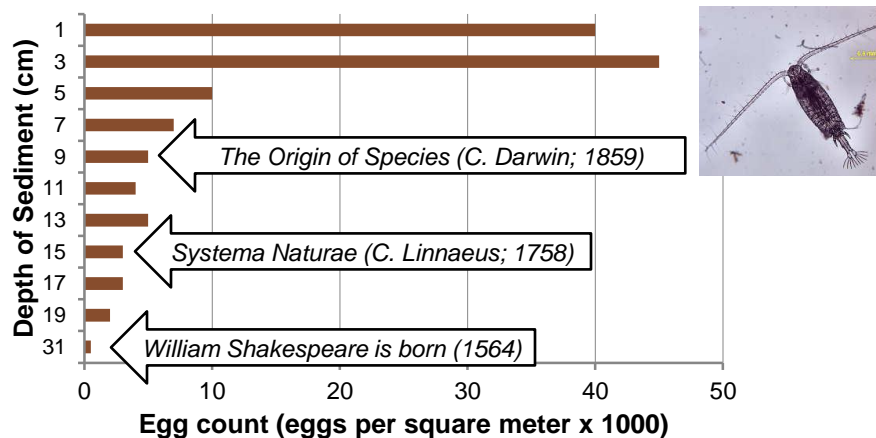 Depth of Sediment (cm)
1
3
5
7
9
11
13
15
17
19
31
The Origin of Species (C. Darwin; 1859)
Systema Naturae (C. Linnaeus; 1758)
William Shakespeare is born (1564)
0 10 20 30 40 50
Egg count (eggs per square meter x 1000)